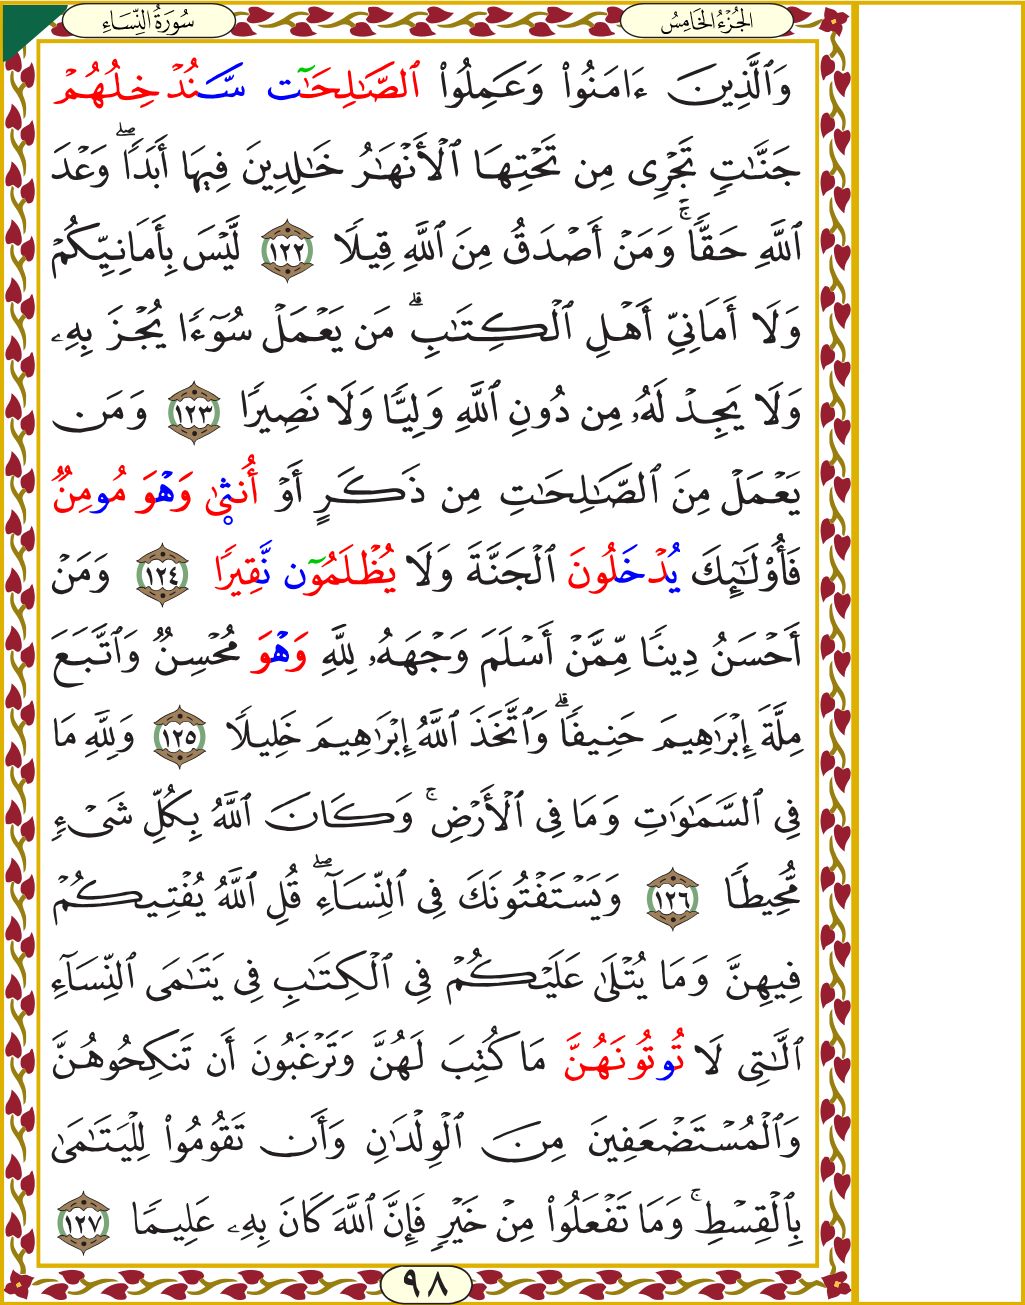 الجُزْءُ الخَامِسُ
سُورَةُ النِّسَاءِ
وَٱلَّذِينَ ءَامَنُوا۟ وَعَمِلُوا۟ ٱلصَّـٰلِحَـٰٓت سَّنُدْخِلُهُمْ
جَنَّـٰتٍ تَجْرِى مِن تَحْتِهَا ٱلْأَنْهَـٰرُ خَـٰلِدِينَ فِيهَا أَبَدًا ۖ وَعْدَ
ٱللَّهِ حَقًّا ۚ وَمَنْ أَصْدَقُ مِنَ ٱللَّهِ قِيلًا ١٢٢ لَّيْسَ بِأَمَانِيِّكُمْ
وَلَا أَمَانِىِّ أَهْلِ ٱلْكِتَـٰبِ ۗ مَن يَعْمَلْ سُوٓءًا يُجْزَ بِهِۦ
وَلَا يَجِدْ لَهُۥ مِن دُونِ ٱللَّهِ وَلِيًّا وَلَا نَصِيرًا ١٢٣ وَمَن
يَعْمَلْ مِنَ ٱلصَّـٰلِحَـٰتِ مِن ذَكَرٍ أَوْ أُنثٜىٰ وَهْوَ مُومِنٌ
فَأُو۟لَـٰٓئِكَ يُدْخَلُونَ ٱلْجَنَّةَ وَلَا يُظْلَمُوٓن نَّقِيرًا ١٢٤ وَمَنْ
أَحْسَنُ دِينًا مِّمَّنْ أَسْلَمَ وَجْهَهُۥ لِلَّهِ وَهْوَ مُحْسِنٌ وَٱتَّبَعَ
مِلَّةَ إِبْرَٰهِيمَ حَنِيفًا ۗ وَٱتَّخَذَ ٱللَّهُ إِبْرَٰهِيمَ خَلِيلًا ١٢٥ وَلِلَّهِ مَا
فِى ٱلسَّمَـٰوَٰتِ وَمَا فِى ٱلْأَرْضِ ۚ وَكَانَ ٱللَّهُ بِكُلِّ شَىْءٍ
مُّحِيطًا ١٢٦ وَيَسْتَفْتُونَكَ فِى ٱلنِّسَآءِ ۖ قُلِ ٱللَّهُ يُفْتِيكُمْ
فِيهِنَّ وَمَا يُتْلَىٰ عَلَيْكُمْ فِى ٱلْكِتَـٰبِ فِى يَتَـٰمَى ٱلنِّسَآءِ
ٱلَّـٰتِى لَا تُوتُونَهُنَّ مَا كُتِبَ لَهُنَّ وَتَرْغَبُونَ أَن تَنكِحُوهُنَّ
وَٱلْمُسْتَضْعَفِينَ مِنَ ٱلْوِلْدَٰنِ وَأَن تَقُومُوا۟ لِلْيَتَـٰمَىٰ
بِٱلْقِسْطِ ۚ وَمَا تَفْعَلُوا۟ مِنْ خَيْرٍ فَإِنَّ ٱللَّهَ كَانَ بِهِۦ عَلِيمًا ١٢٧
٩٨